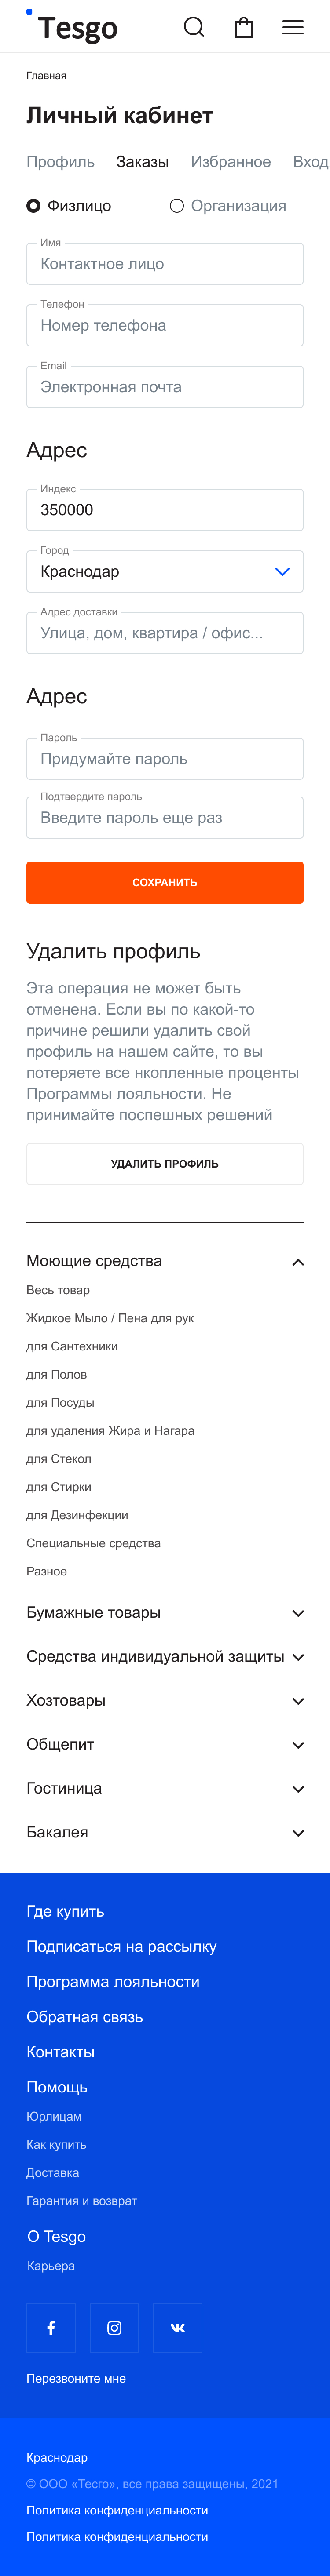 Tesgo
Главная
Личный кабинет
Профиль Заказы Избранное Вход
Физлицо Организация
Имя
Контактное лицо
Телефон
Номер телефона
Email
Электронная почта
Адрес
Индекс
350000
Город
Краснодар
Адрес доставки
Улица, дом, квартира / офис...
Адрес
Пароль
Придумайте пароль
Подтвердите пароль
Введите пароль еще раз
СОХРАНИТЬ
Удалить профиль
Эта операция не может быть
отменена. Если вы по какой-то
причине решили удалить свой
профиль на нашем сайте, то вы
потеряете все нкопленные проценты
Программы лояльности. Не
принимайте поспешных решений
УДАЛИТЬ ПРОФИЛЬ
Моющие средства
Весь товар
Жидкое Мыло / Пена для рук
для Сантехники
для Полов
для Посуды
для удаления Жира и Нагара
для Стекол
для Стирки
для Дезинфекции
Специальные средства
Разное
Бумажные товары
Средства индивидуальной защиты
Хозтовары
Общепит
Гостиница
Бакалея
Где купить
Подписаться на рассылку
Программа лояльности
Обратная связь
Контакты
Помощь
Юрлицам
Как купить
Доставка
Гарантия и возврат
О Tesgo
Карьера
Перезвоните мне
Краснодар
© ООО «Тесго», все права защищены, 2021
Политика конфиденциальности
Политика конфиденциальности